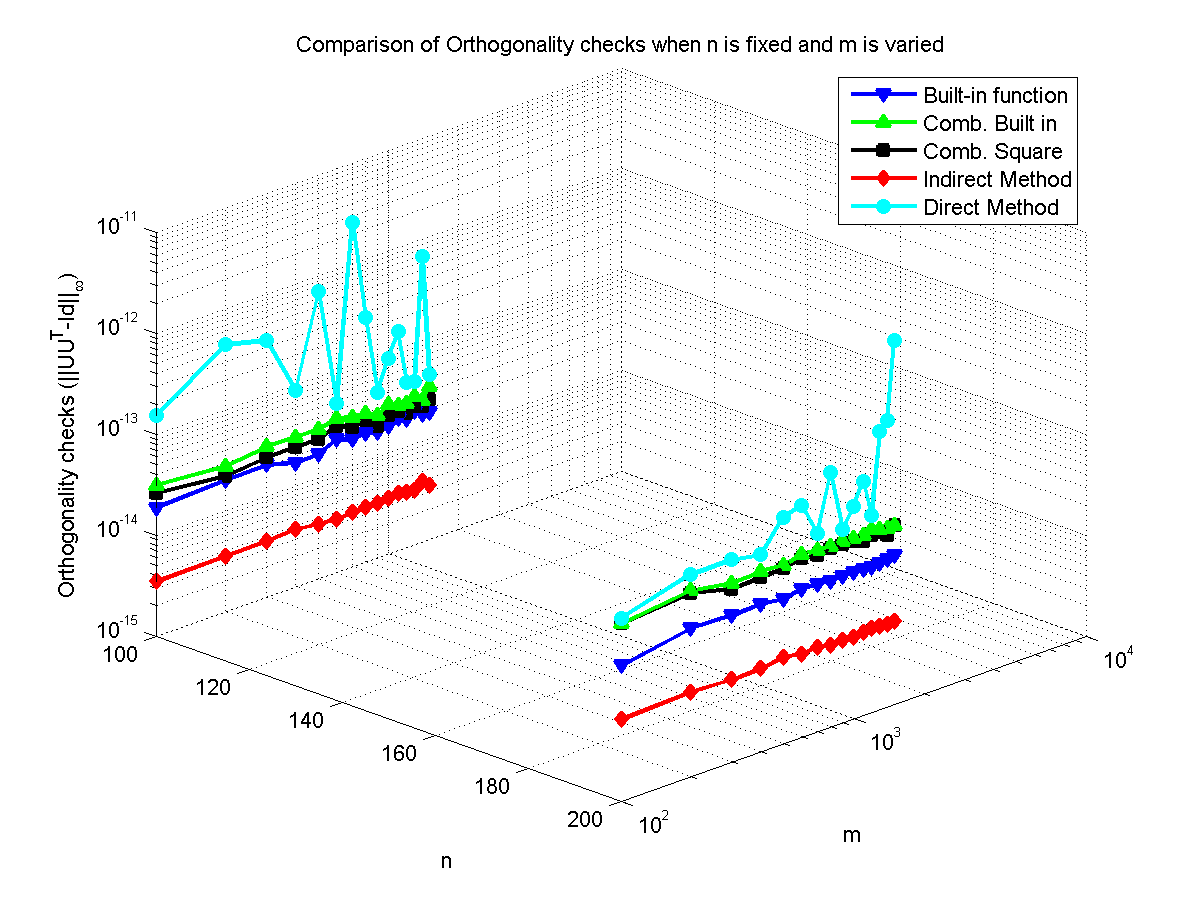 Comparison of Orthogonality checks when n is fixed and m is varied
Built-in function
Comb. Built in
Comb. Square
Indirect Method
Direct Method
Orthogonality checks (||UU^T-Id||_∞)
10^-11
10^-12
10^-13
10^-14
10^-15
100
120
140
160
180
200
n
10^2
10^3
10^4
m